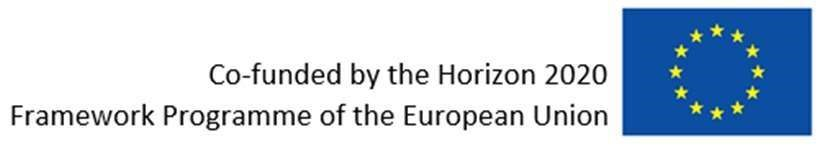 Co-funded by the Horizon 2020
Framework Programme of the European Union